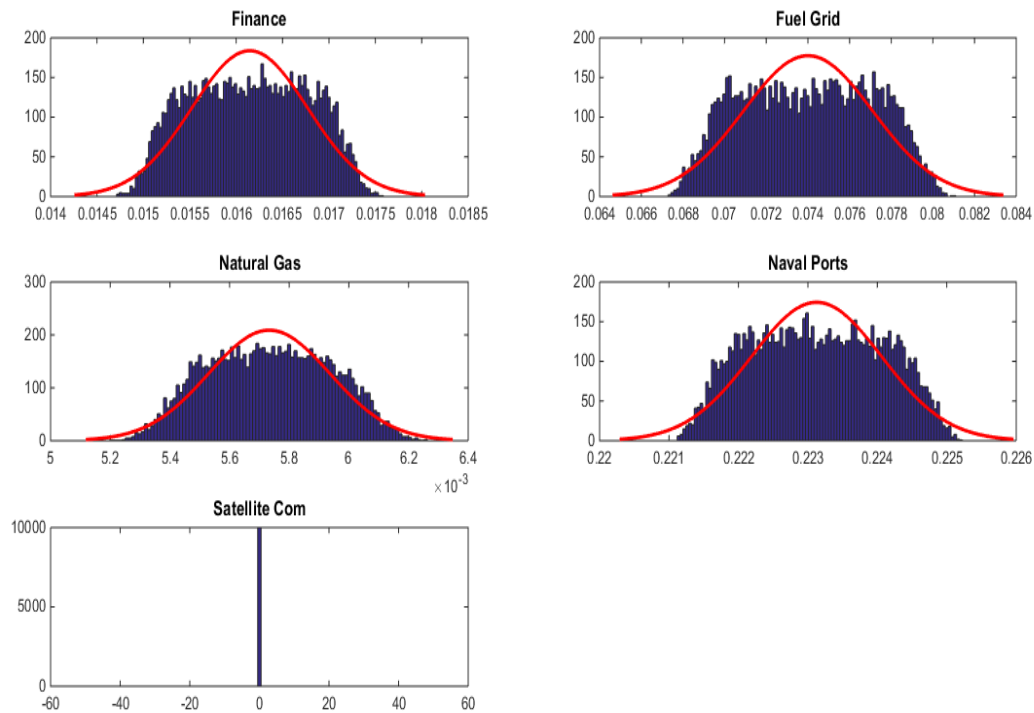 Finance
200
150
100
50
0
0.014 0.0145 0.015 0.0155 0.016 0.0165 0.017 0.0175 0.018 0.0185
Fuel Grid
200
150
100
50
0
0.064 0.066 0.068 0.07 0.072 0.074 0.076 0.078 0.08 0.082 0.084
Natural Gas
300
200
100
0
5 5.2 5.4 5.6 5.8 6 6.2 6.4
×10⁻³
Naval Ports
200
150
100
50
0
0.22 0.221 0.222 0.223 0.224 0.225 0.226
Satellite Com
10000
5000
0
-60 -40 -20 0 20 40 60